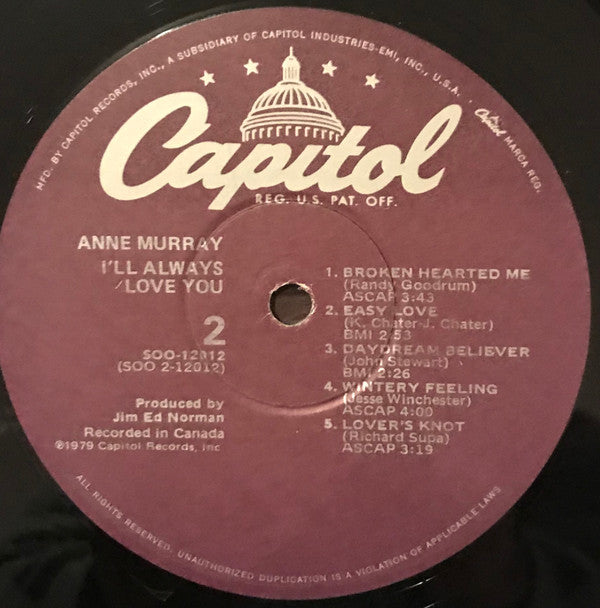 MFD. BY CAPITOL RECORDS, INC., A SUBSIDIARY OF CAPITOL INDUSTRIES-EMI, INC., U.S.A. . Capitol MARCA REG.
Capitol
REG. U.S. PAT. OFF.
ANNE MURRAY
I'LL ALWAYS
LOVE YOU
2
SOO-12012
(SOO 2-12012)
Produced by
Jim Ed Norman
Recorded in Canada
℗1979 Capitol Records, Inc
1. BROKEN HEARTED ME
(Randy Goodrum)
ASCAP 3:43
2. EASY LOVE
(K. Chater-J. Chater)
BMI 2:53
3. DAYDREAM BELIEVER
(John Stewart)
BMI 2:26
4. WINTERY FEELING
(Jesse Winchester)
ASCAP 4:00
5. LOVER'S KNOT
(Richard Supa)
ASCAP 3:19
ALL RIGHTS RESERVED. UNAUTHORIZED DUPLICATION IS A VIOLATION OF APPLICABLE LAWS